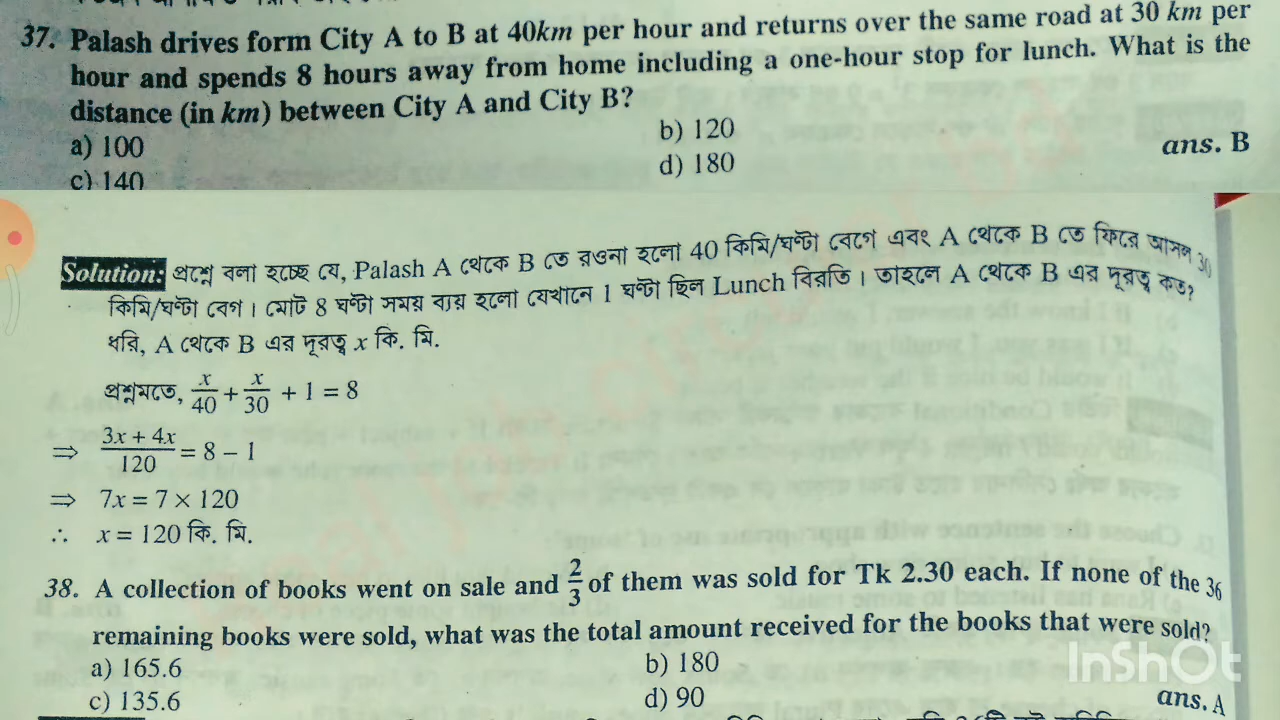 37. Palash drives form City A to B at 40km per hour and returns over the same road at 30 km per
hour and spends 8 hours away from home including a one-hour stop for lunch. What is the
distance (in km) between City A and City B?
a) 100 b) 120
c) 140 d) 180 ans. B
Solution: প্রশ্নে বলা হচ্ছে যে, Palash A থেকে B তে রওনা হলো 40 কিমি/ঘণ্টা বেগে এবং A থেকে B তে ফিরে আসল 30
কিমি/ঘণ্টা বেগ। মোট 8 ঘণ্টা সময় ব্যয় হলো যেখানে 1 ঘণ্টা ছিল Lunch বিরতি। তাহলে A থেকে B এর দূরত্ব কত?
ধরি, A থেকে B এর দূরত্ব x কি. মি.
প্রশ্নমতে, x/40 + x/30 + 1 = 8
⇒ (3x + 4x)/120 = 8 – 1
⇒ 7x = 7 × 120
∴ x = 120 কি. মি.
38. A collection of books went on sale and 2/3 of them was sold for Tk 2.30 each. If none of the 36
remaining books were sold, what was the total amount received for the books that were sold?
a) 165.6 b) 180
c) 135.6 d) 90 ans. A
InShOt